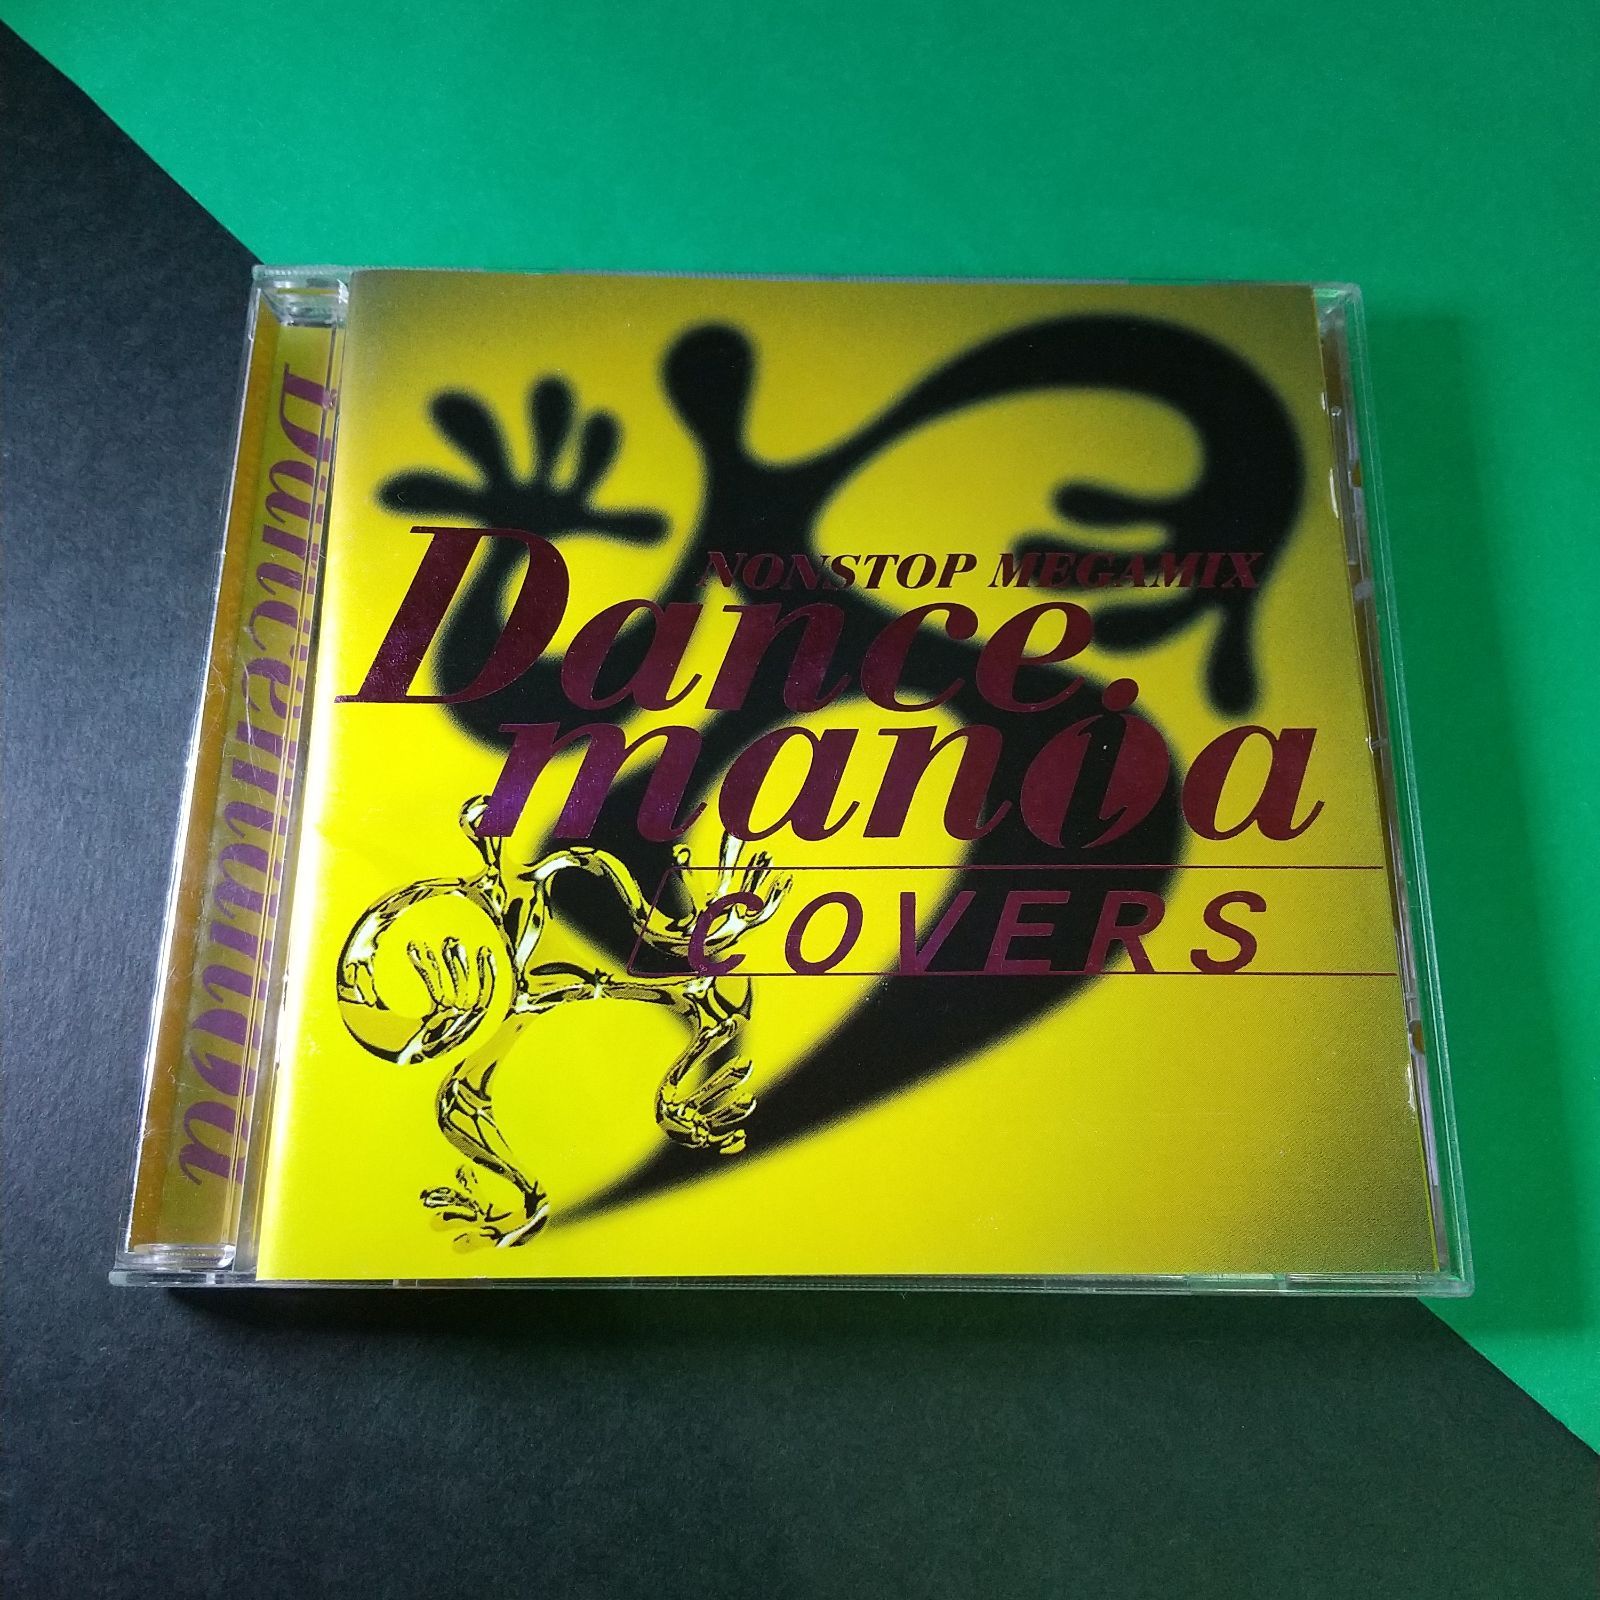 NONSTOP MEGAMIX
Dance.
mania
COVERS
Dancemania